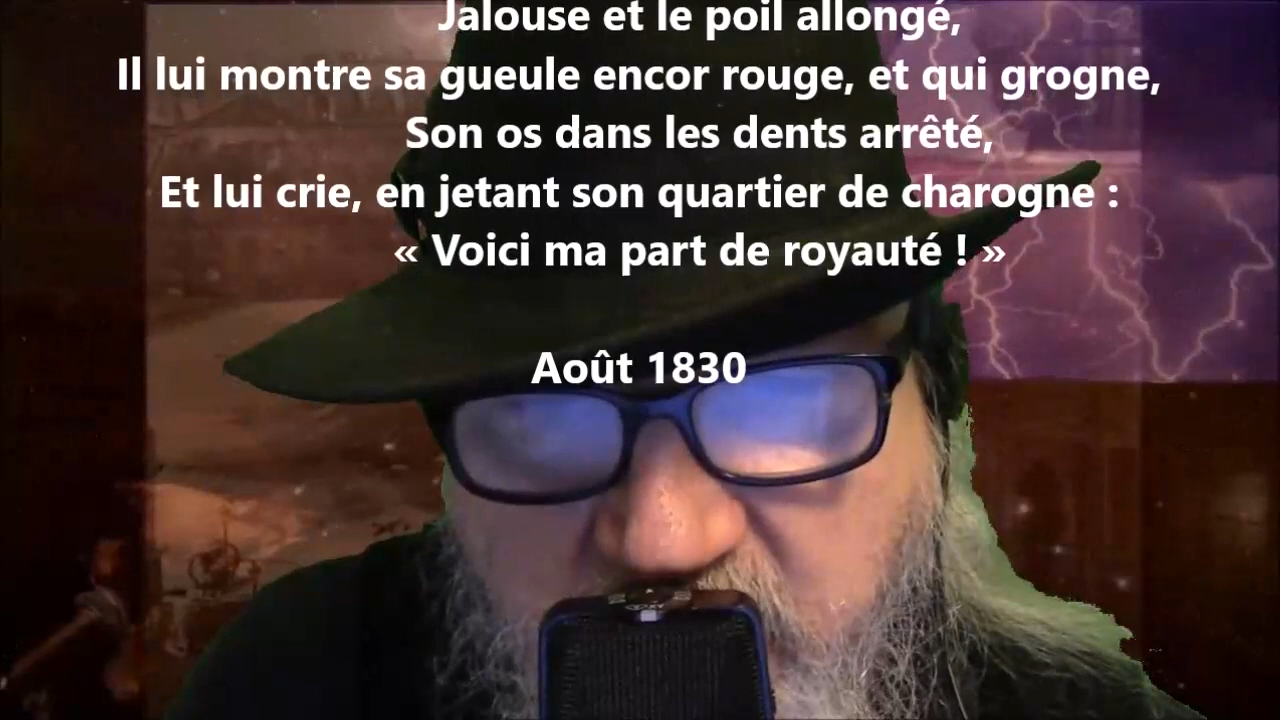 Jalouse et le poil allongé,
Il lui montre sa gueule encor rouge, et qui grogne,
Son os dans les dents arrêté,
Et lui crie, en jetant son quartier de charogne :
« Voici ma part de royauté ! »
Août 1830